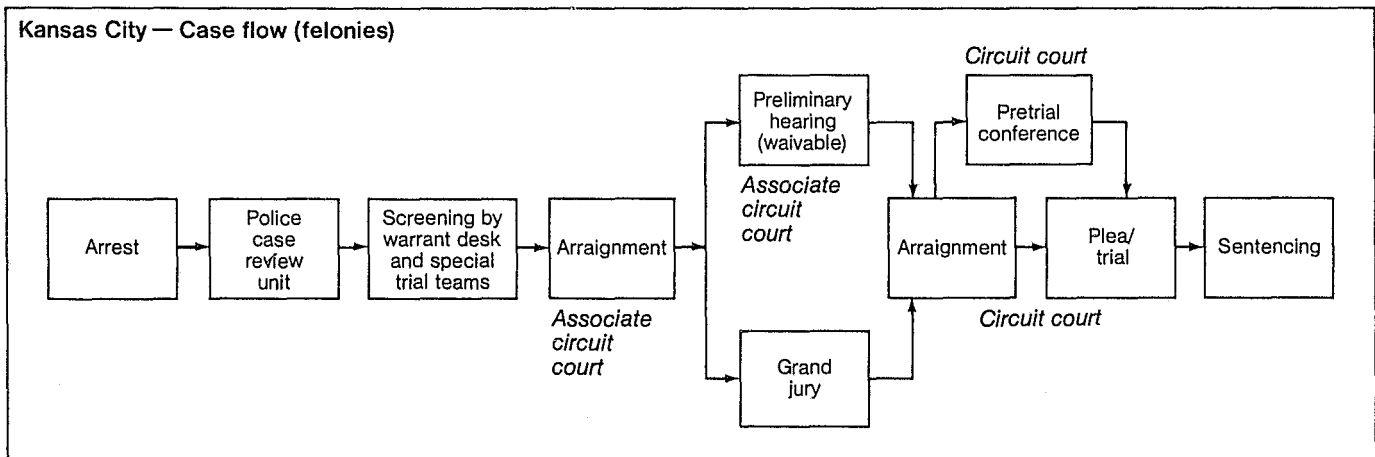 Kansas City — Case flow (felonies)
Arrest
Police
case
review
unit
Screening by
warrant desk
and special
trial teams
Arraignment
Associate
circuit
court
Preliminary
hearing
(waivable)
Associate
circuit
court
Grand
jury
Arraignment
Circuit court
Pretrial
conference
Circuit court
Plea/
trial
Sentencing